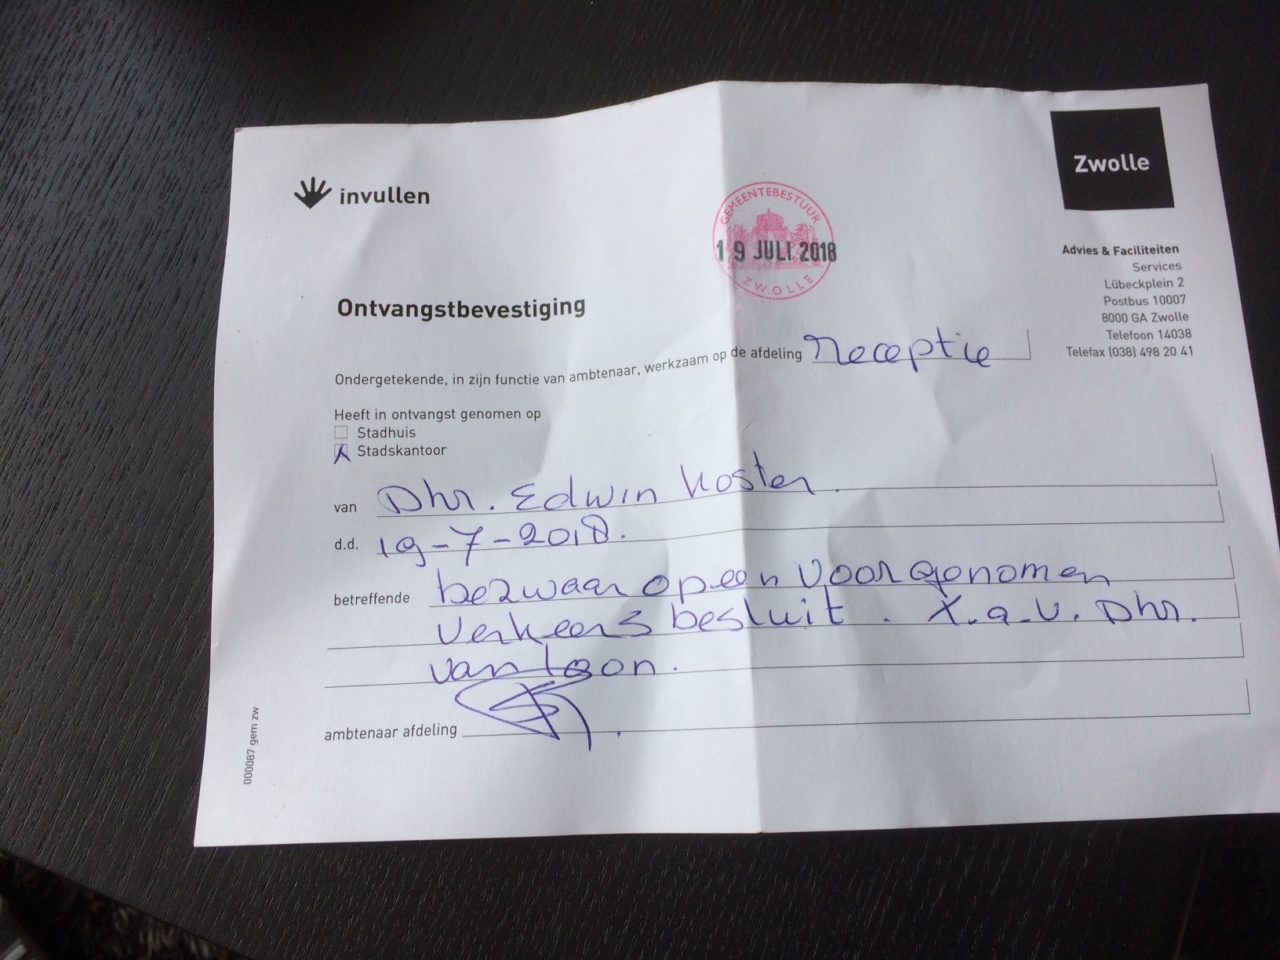 invullen
Zwolle
GEMEENTEBESTUUR
19 JULI 2018
ZWOLLE
Advies & Faciliteiten
Services
Lübeckplein 2
Postbus 10007
8000 GA Zwolle
Telefoon 14038
Telefax (038) 498 20 41
Ontvangstbevestiging
Ondergetekende, in zijn functie van ambtenaar, werkzaam op de afdeling receptie
Heeft in ontvangst genomen op
Stadhuis
Stadskantoor
van Dhr. Edwin Koster.
d.d. 19-7-2018.
betreffende bezwaar op een voorgenomen
verkeersbesluit. T.a.v. Dhr.
van Loon.
ambtenaar afdeling
000087 gem zw